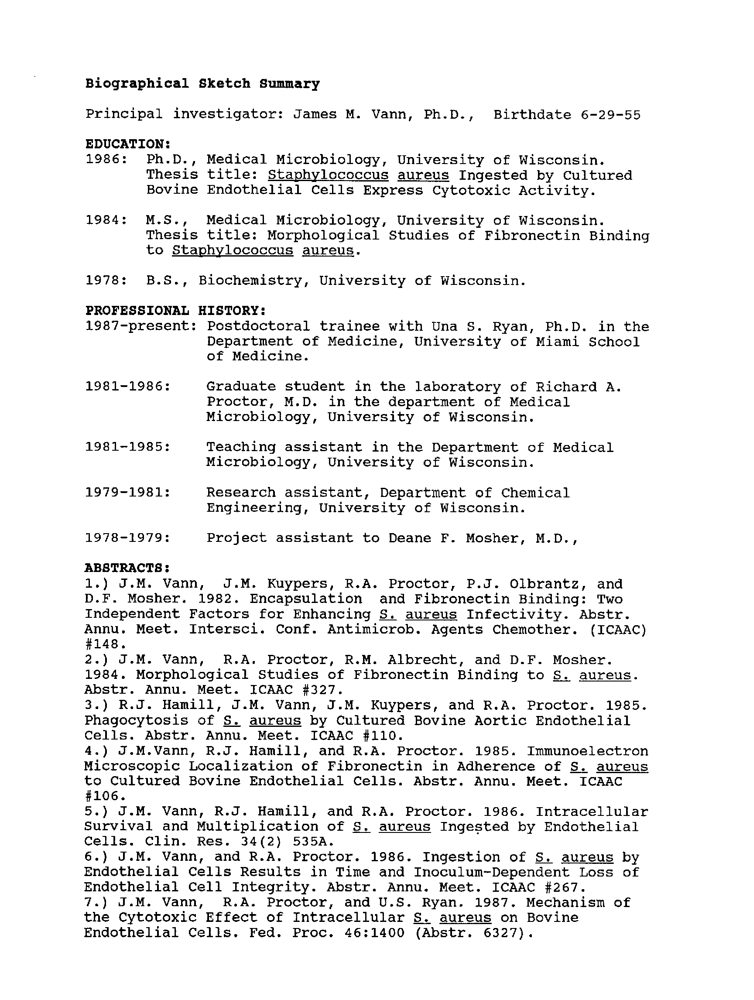 Biographical Sketch Summary
Principal investigator: James M. Vann, Ph.D., Birthdate 6-29-55
EDUCATION:
1986: Ph.D., Medical Microbiology, University of Wisconsin.
Thesis title: Staphylococcus aureus Ingested by Cultured
Bovine Endothelial Cells Express Cytotoxic Activity.
1984: M.S., Medical Microbiology, University of Wisconsin.
Thesis title: Morphological Studies of Fibronectin Binding
to Staphylococcus aureus.
1978: B.S., Biochemistry, University of Wisconsin.
PROFESSIONAL HISTORY:
1987-present: Postdoctoral trainee with Una S. Ryan, Ph.D. in the
Department of Medicine, University of Miami School
of Medicine.
1981-1986: Graduate student in the laboratory of Richard A.
Proctor, M.D. in the department of Medical
Microbiology, University of Wisconsin.
1981-1985: Teaching assistant in the Department of Medical
Microbiology, University of Wisconsin.
1979-1981: Research assistant, Department of Chemical
Engineering, University of Wisconsin.
1978-1979: Project assistant to Deane F. Mosher, M.D.,
ABSTRACTS:
1.) J.M. Vann, J.M. Kuypers, R.A. Proctor, P.J. Olbrantz, and
D.F. Mosher. 1982. Encapsulation and Fibronectin Binding: Two
Independent Factors for Enhancing S. aureus Infectivity. Abstr.
Annu. Meet. Intersci. Conf. Antimicrob. Agents Chemother. (ICAAC)
#148.
2.) J.M. Vann, R.A. Proctor, R.M. Albrecht, and D.F. Mosher.
1984. Morphological Studies of Fibronectin Binding to S. aureus.
Abstr. Annu. Meet. ICAAC #327.
3.) R.J. Hamill, J.M. Vann, J.M. Kuypers, and R.A. Proctor. 1985.
Phagocytosis of S. aureus by Cultured Bovine Aortic Endothelial
Cells. Abstr. Annu. Meet. ICAAC #110.
4.) J.M.Vann, R.J. Hamill, and R.A. Proctor. 1985. Immunoelectron
Microscopic Localization of Fibronectin in Adherence of S. aureus
to Cultured Bovine Endothelial Cells. Abstr. Annu. Meet. ICAAC
#106.
5.) J.M. Vann, R.J. Hamill, and R.A. Proctor. 1986. Intracellular
Survival and Multiplication of S. aureus Ingested by Endothelial
Cells. Clin. Res. 34(2) 535A.
6.) J.M. Vann, and R.A. Proctor. 1986. Ingestion of S. aureus by
Endothelial Cells Results in Time and Inoculum-Dependent Loss of
Endothelial Cell Integrity. Abstr. Annu. Meet. ICAAC #267.
7.) J.M. Vann, R.A. Proctor, and U.S. Ryan. 1987. Mechanism of
the Cytotoxic Effect of Intracellular S. aureus on Bovine
Endothelial Cells. Fed. Proc. 46:1400 (Abstr. 6327).